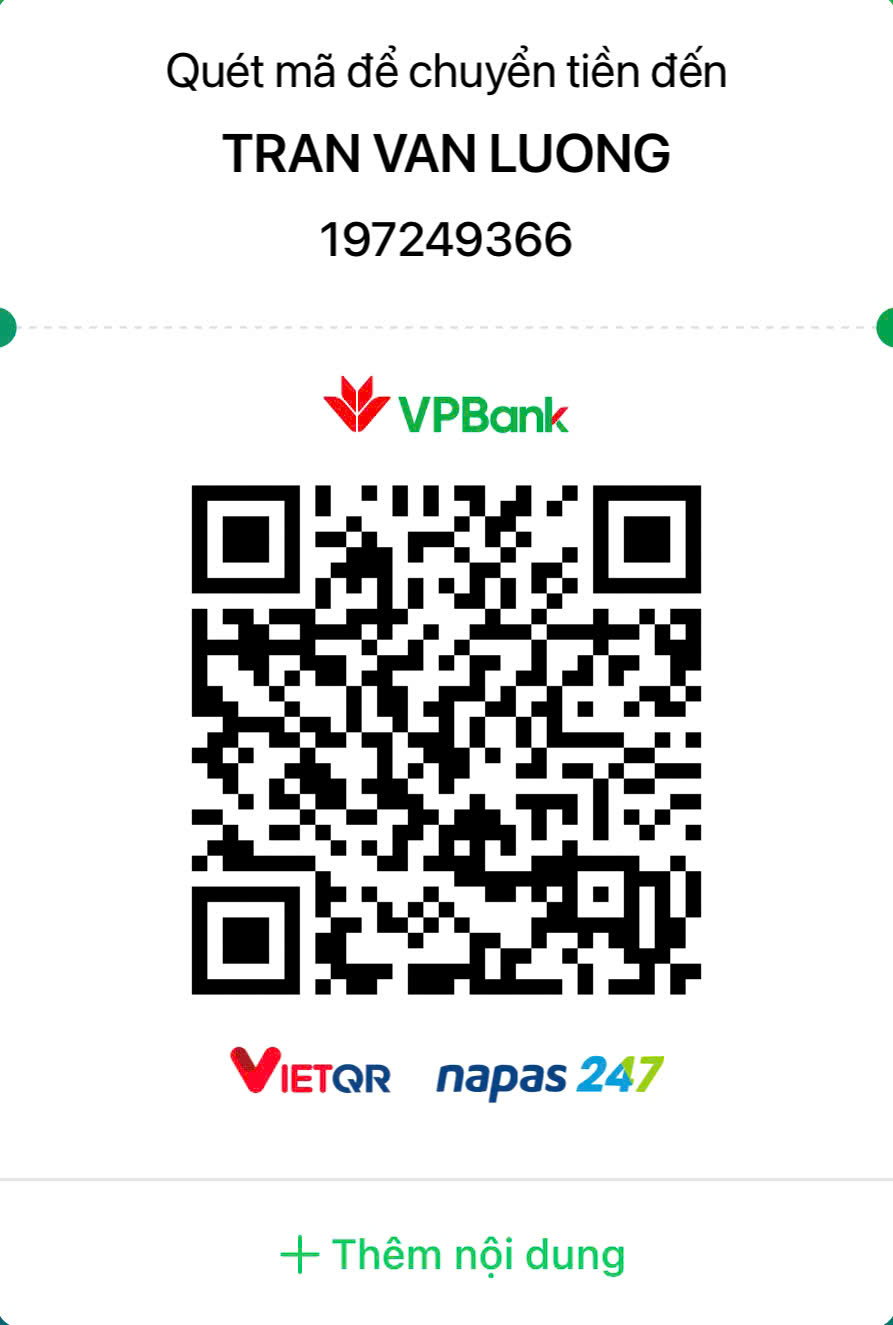 Quét mã để chuyển tiền đến
TRAN VAN LUONG
197249366
VPBank
VIETQR napas 247
+ Thêm nội dung